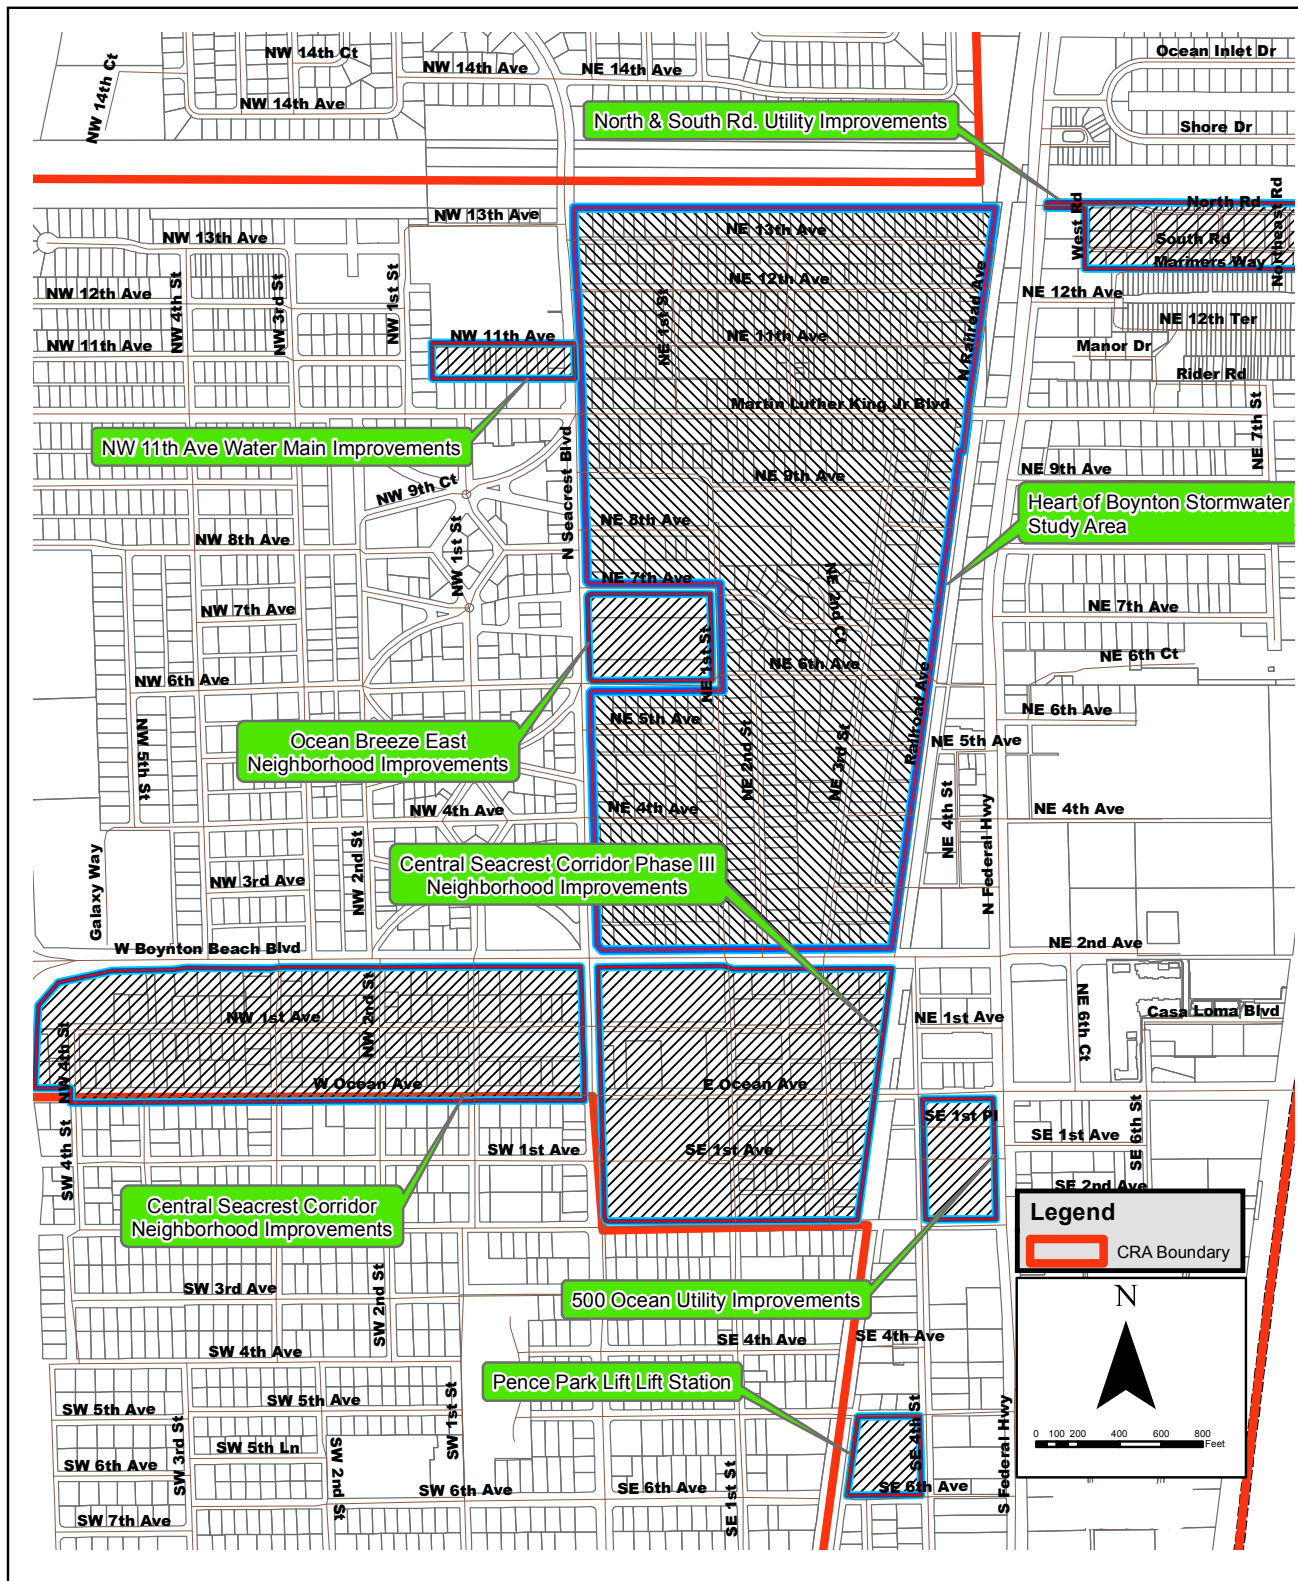 NW 14th Ct
NW 14th Ct
NW 14th Ave
NW 14th Ave
NE 14th Ave
Ocean Inlet Dr
Shore Dr
North & South Rd. Utility Improvements
North Rd
South Rd
Mariners Way
West Rd
Northeast Rd
NW 13th Ave
NW 13th Ave
NE 13th Ave
NW 12th Ave
NW 4th St
NW 3rd St
NW 1st St
NE 12th Ave
NE 1st St
N Railroad Ave
NE 12th Ave
NE 12th Ter
NW 11th Ave
NW 11th Ave
NE 11th Ave
Manor Dr
Rider Rd
Martin Luther King Jr Blvd
NE 7th St
NW 11th Ave Water Main Improvements
N Seacrest Blvd
NW 9th Ct
NE 9th Ave
NE 9th Ave
Heart of Boynton Stormwater
Study Area
NW 8th Ave
NW 1st St
NE 8th Ave
NE 7th Ave
NE 2nd Ct
NW 7th Ave
NE 7th Ave
NE 1st St
NE 6th Ave
NE 6th Ct
NW 6th Ave
NE 6th Ave
NW 5th St
Ocean Breeze East
Neighborhood Improvements
NE 5th Ave
NE 2nd St
NE 3rd St
Railroad Ave
NE 5th Ave
NW 4th Ave
NE 4th Ave
NE 4th St
NE 4th Ave
N Federal Hwy
Galaxy Way
NW 3rd Ave
NW 2nd St
Central Seacrest Corridor Phase III
Neighborhood Improvements
W Boynton Beach Blvd
NE 2nd Ave
NW 1st Ave
NW 2nd St
NW 4th St
W Ocean Ave
E Ocean Ave
NE 1st Ave
NE 6th Ct
Casa Loma Blvd
SE 1st Pl
SW 4th St
SW 1st Ave
SE 1st Ave
SE 1st Ave
SE 6th St
SE 2nd Ave
Central Seacrest Corridor
Neighborhood Improvements
Legend
CRA Boundary
SW 3rd Ave
SW 2nd St
500 Ocean Utility Improvements
N
SW 4th Ave
SE 4th Ave
SE 4th Ave
Pence Park Lift Lift Station
SW 5th Ave
SW 5th Ave
SW 1st St
SE 4th St
S Federal Hwy
0 100 200 400 600 800
Feet
SW 3rd St
SW 5th Ln
SW 2nd St
SW 6th Ave
SW 6th Ave
SE 6th Ave
SE 1st St
SE 6th Ave
SW 7th Ave